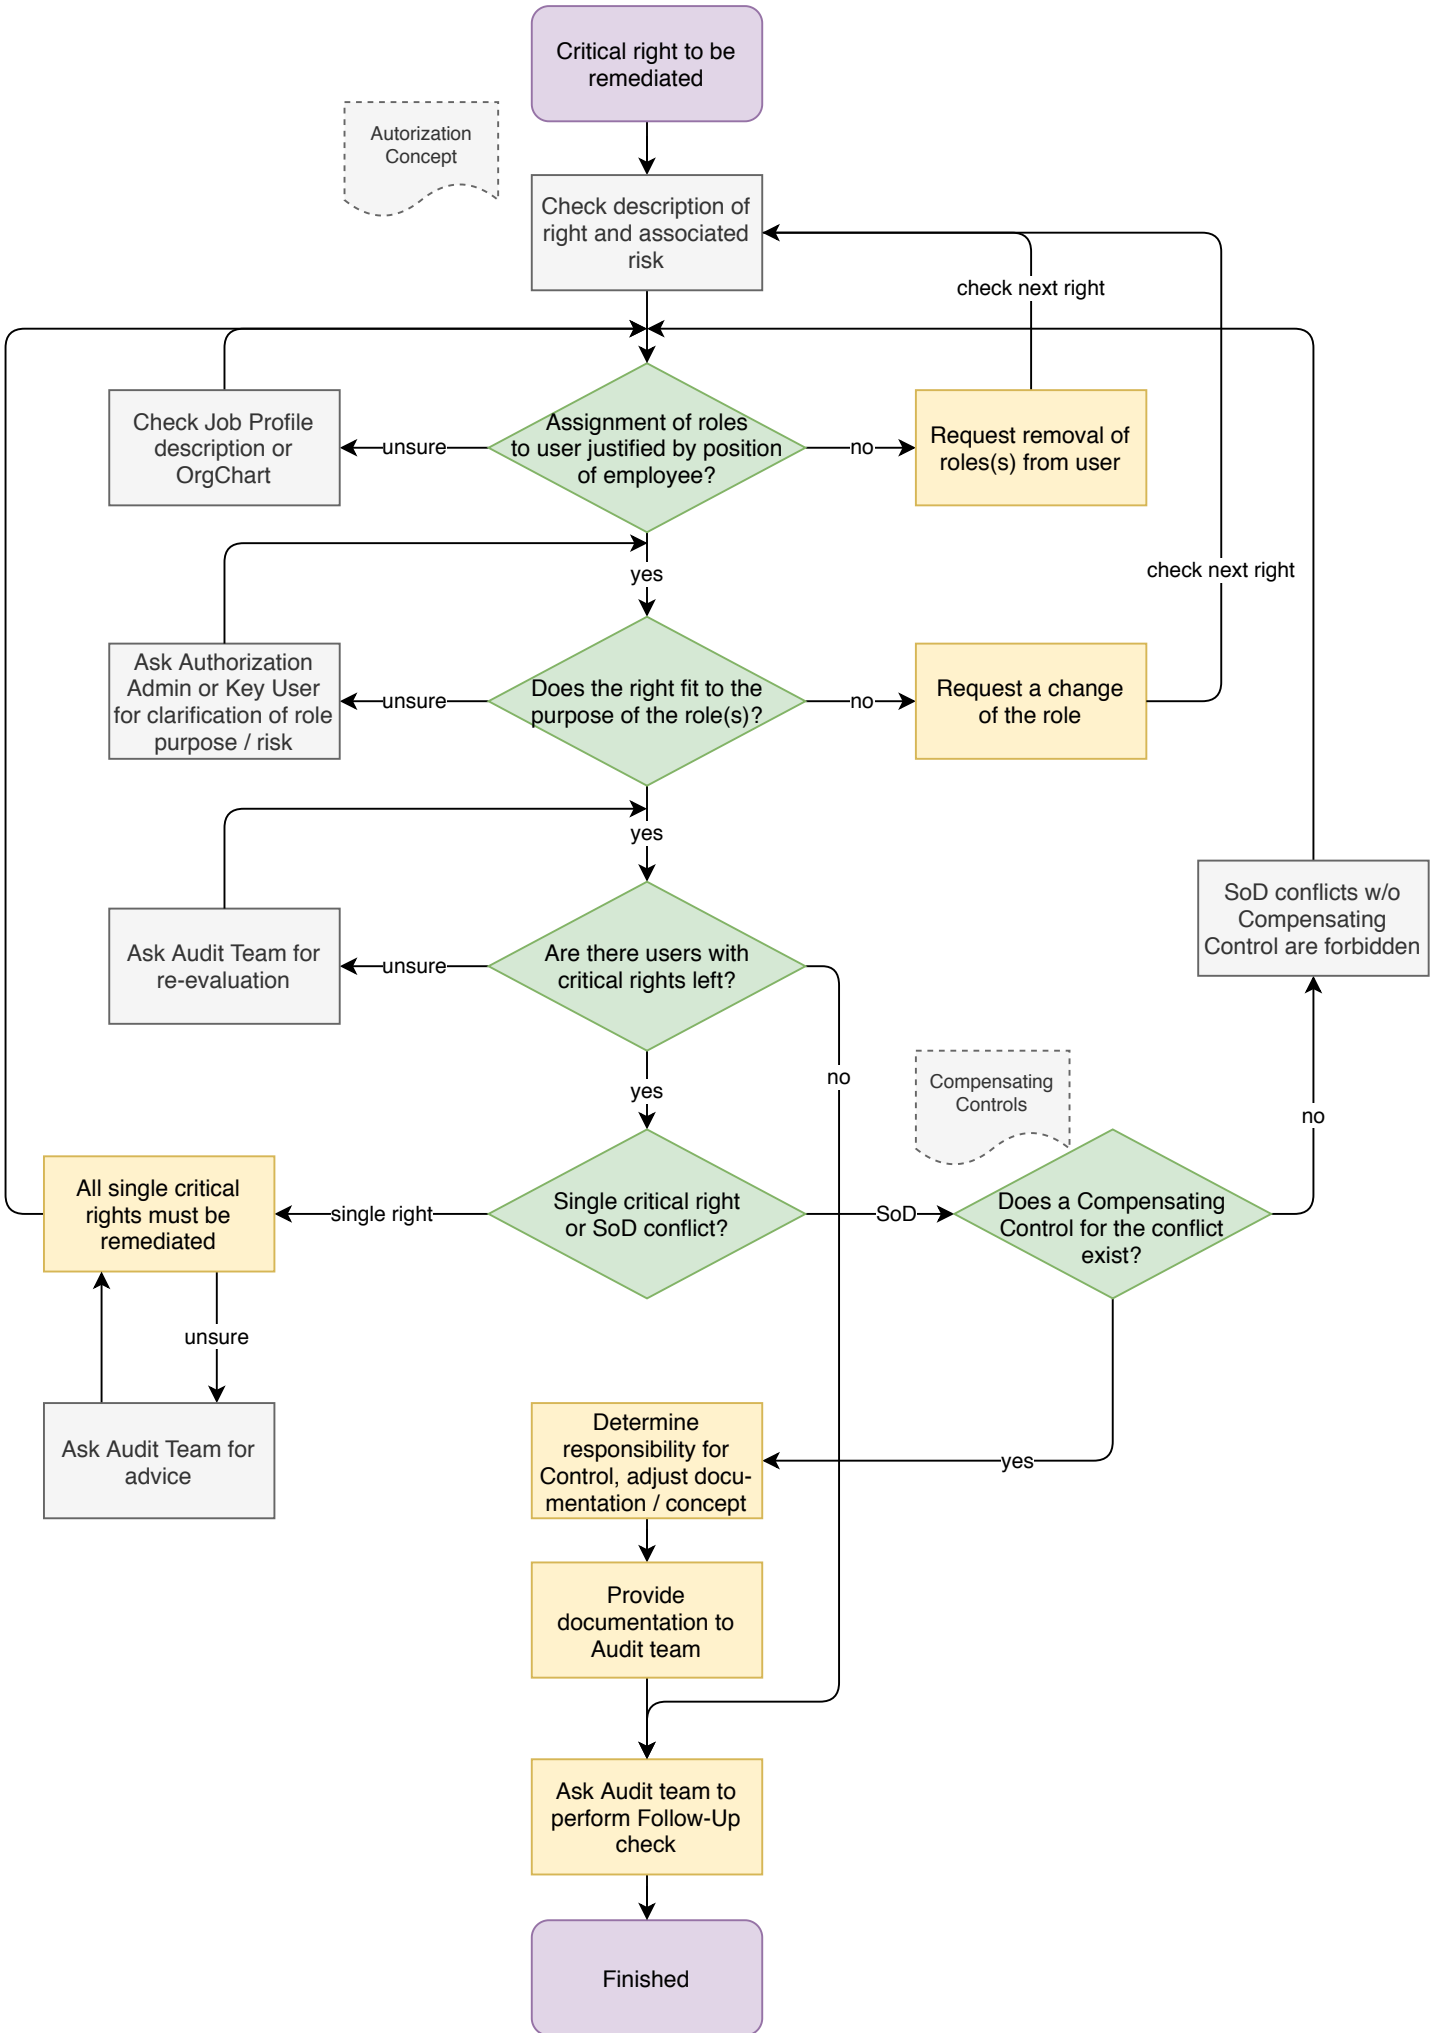 Critical right to be
remediated
Autorization
Concept
Check description of
right and associated
risk
check next right
Check Job Profile
description or
OrgChart
unsure
Assignment of roles
to user justified by position
of employee?
no
Request removal of
roles(s) from user
yes
check next right
Ask Authorization
Admin or Key User
for clarification of role
purpose / risk
unsure
Does the right fit to the
purpose of the role(s)?
no
Request a change
of the role
yes
SoD conflicts w/o
Compensating
Control are forbidden
Ask Audit Team for
re-evaluation
unsure
Are there users with
critical rights left?
no
yes
Compensating
Controls
no
All single critical
rights must be
remediated
single right
Single critical right
or SoD conflict?
SoD
Does a Compensating
Control for the conflict
exist?
unsure
Ask Audit Team for
advice
Determine
responsibility for
Control, adjust docu-
mentation / concept
yes
Provide
documentation to
Audit team
Ask Audit team to
perform Follow-Up
check
Finished